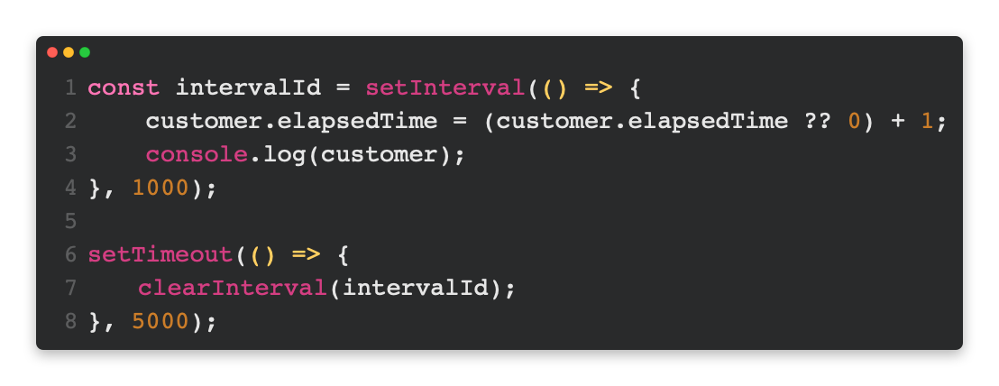 1 const intervalId = setInterval(() => {
2     customer.elapsedTime = (customer.elapsedTime ?? 0) + 1;
3     console.log(customer);
4 }, 1000);
5
6 setTimeout(() => {
7    clearInterval(intervalId);
8 }, 5000);